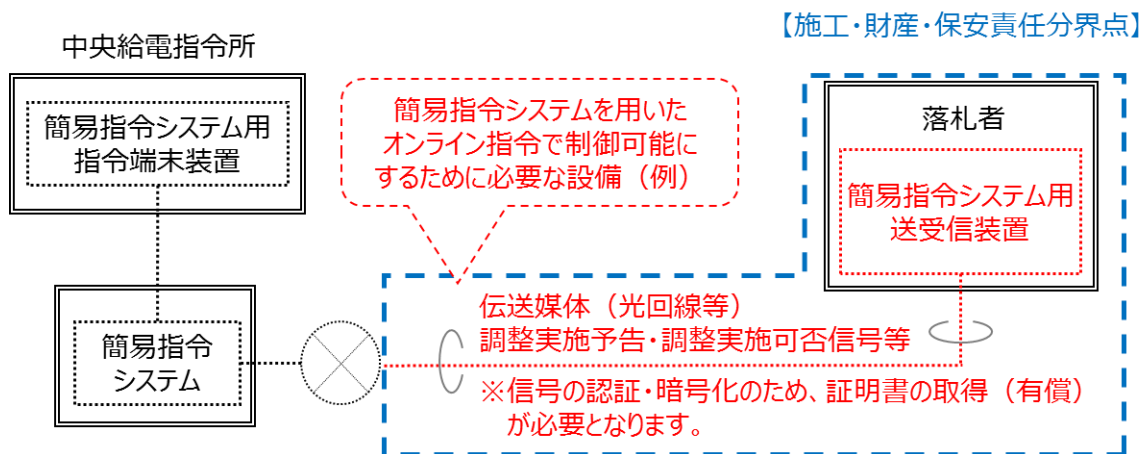 【施工・財産・保安責任分界点】
中央給電指令所
簡易指令システム用
指令端末装置
簡易指令システムを用いた
オンライン指令で制御可能に
するために必要な設備（例）
落札者
簡易指令システム用
送受信装置
簡易指令
システム
伝送媒体（光回線等）
調整実施予告・調整実施可否信号等
※信号の認証・暗号化のため、証明書の取得（有償）
が必要となります。